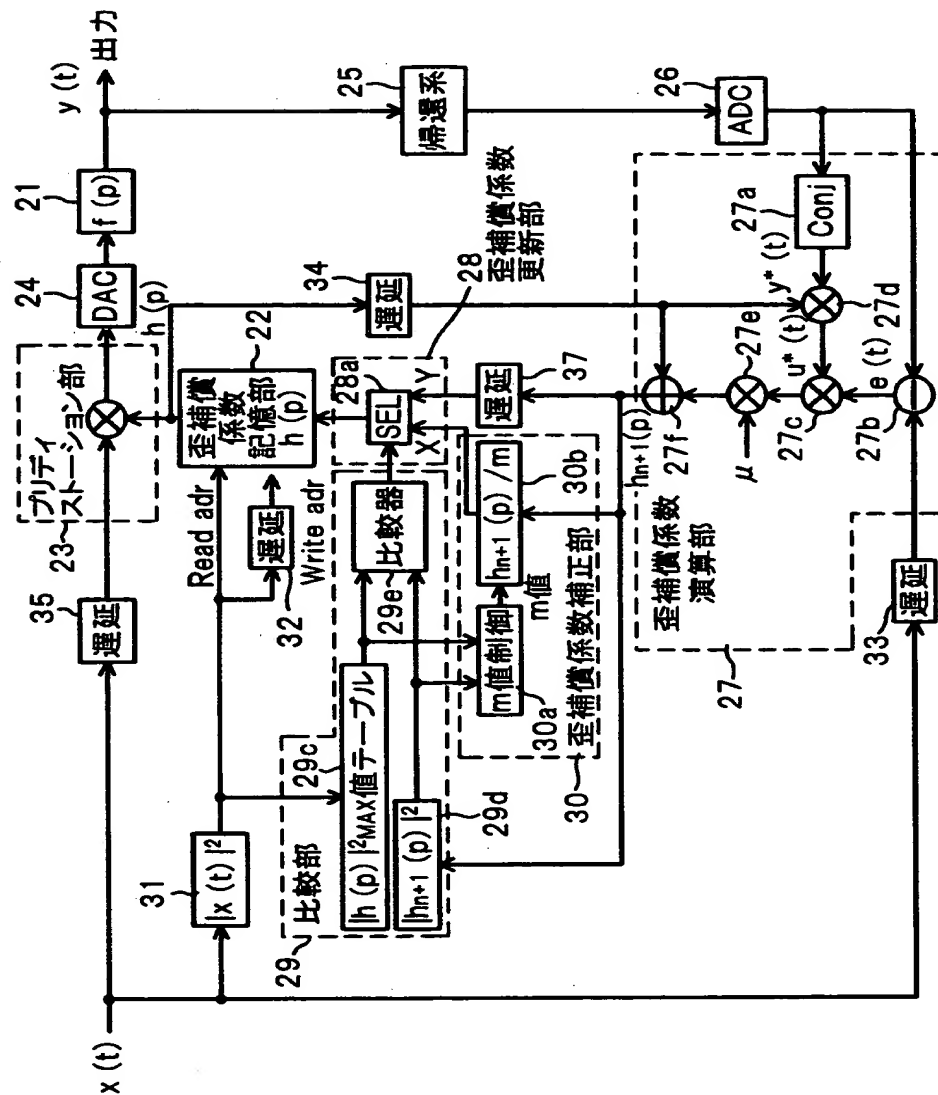 x(t)
35
遅延
23
プリディ
ストーション部
24
DAC
21
f(p)
y(t)
出力
h(p)
31
|x(t)|²
Read adr
32
遅延
Write adr
22
歪補償
係数
記憶部
h(p)
34
遅延
25
帰還系
28
歪補償係数
更新部
28a
SEL
X
Y
29
比較部
29c
|h(p)|²MAX値テーブル
29d
|hn+1(p)|²
29e
比較器
30
歪補償係数補正部
30a
m値制御
m値
30b
hn+1(p)/m
37
遅延
hn+1(p)
26
ADC
27
歪補償係数
演算部
27a
Conj
y*(t)
27d
u*(t)
27e
μ
27c
27f
e(t)
27b
33
遅延